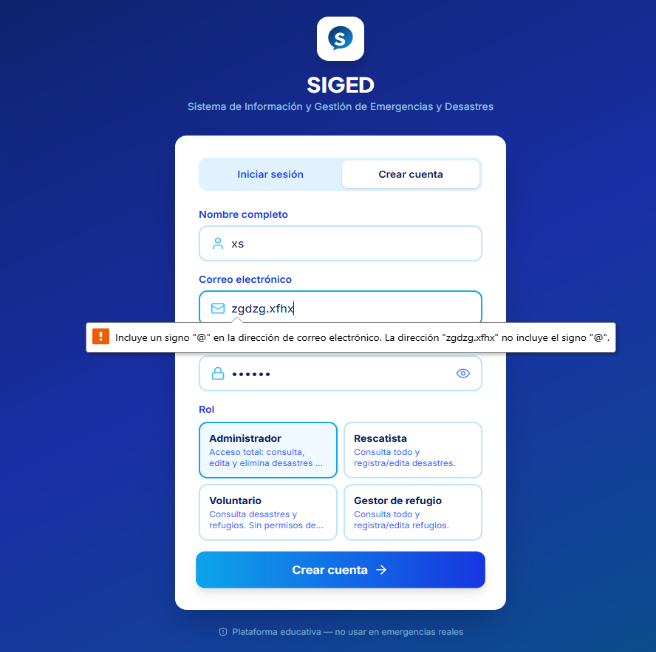 S
SIGED
Sistema de Información y Gestión de Emergencias y Desastres
Iniciar sesión
Crear cuenta
Nombre completo
xs
Correo electrónico
zgdzg.xfhx
Incluye un signo "@" en la dirección de correo electrónico. La dirección "zgdzg.xfhx" no incluye el signo "@".
••••••
Rol
Administrador
Acceso total: consulta,
edita y elimina desastres ...
Rescatista
Consulta todo y
registra/edita desastres.
Voluntario
Consulta desastres y
refugios. Sin permisos de...
Gestor de refugio
Consulta todo y
registra/edita refugios.
Crear cuenta →
Plataforma educativa — no usar en emergencias reales